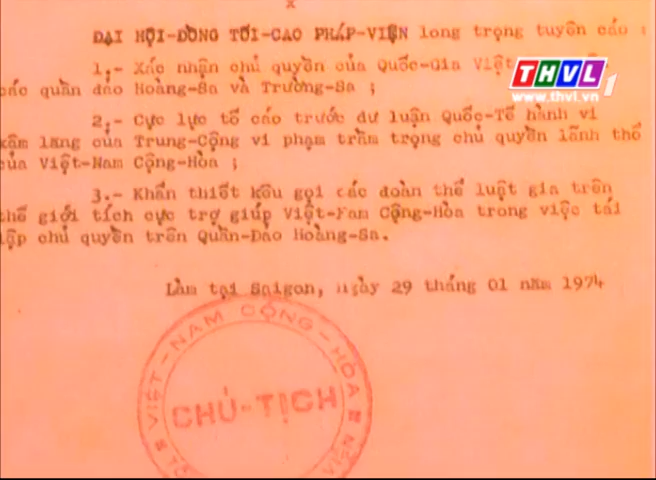 x
ĐẠI HỘI-ĐỒNG TỐI-CAO PHÁP-VIỆN long trọng tuyên cáo :
1,- Xác nhận chủ quyền của Quốc-Gia Việt
các quần đảo Hoàng-Sa và Trường-Sa ;
2,- Cực lực tố cáo trước dư luận Quốc-Tế hành vi
xâm lăng của Trung-Cộng vi phạm trầm trọng chủ quyền lãnh thổ
của Việt-Nam Cộng-Hòa ;
3.- Khẩn thiết kêu gọi các đoàn thể luật gia trên
thế giới tích cực trợ giúp Việt-Nam Cộng-Hòa trong việc tái
lập chủ quyền trên Quần-Đảo Hoàng-Sa.
Làm tại Saigon, ngày 29 tháng 01 năm 1974
VIỆT-NAM CỘNG-HÒA
CHỦ-TỊCH
THVL1
www.thvl.vn